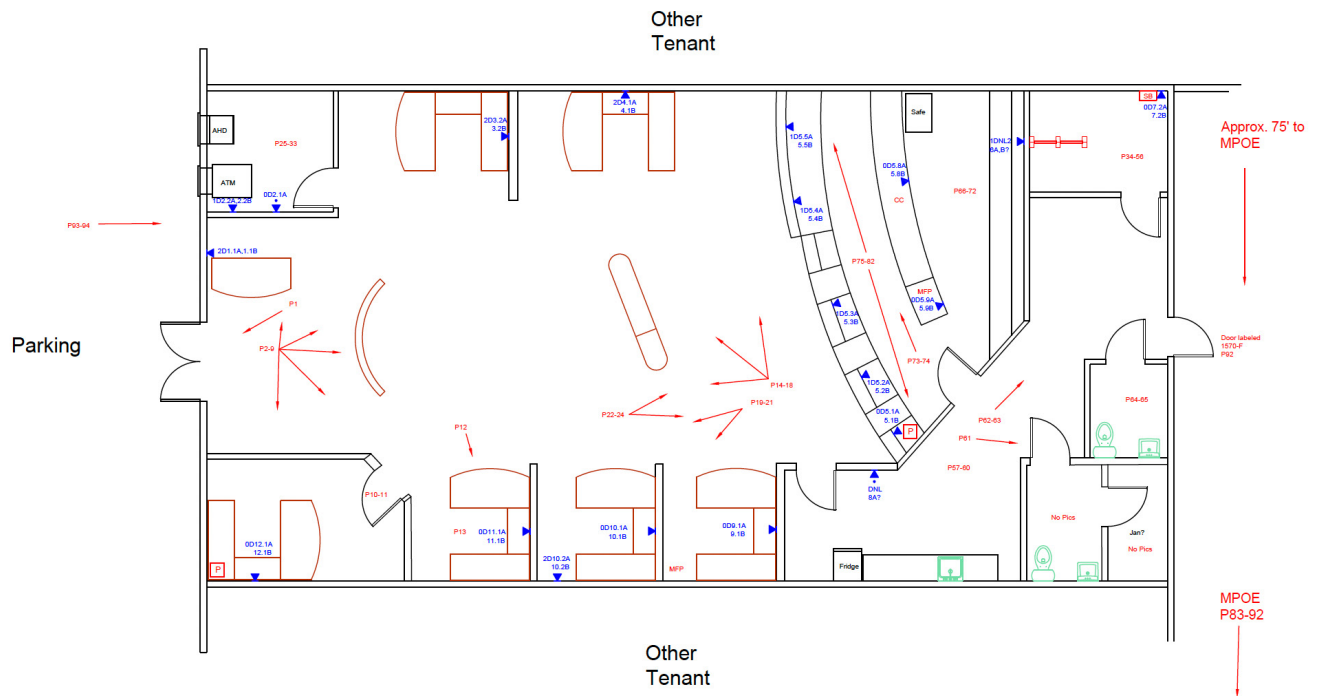 Other
Tenant
AHD
P25-33
ATM
1D2.2A,2.2B
0D2.1A
2D3.2A
3.2B
2D4.1A
4.1B
1D5.5A
5.5B
1D5.4A
5.4B
Safe
0D5.8A
5.8B
CC
P66-72
1DNL2
8A,B?
SB
0D7.2A
7.2B
P34-56
Approx. 75' to
MPOE
P93-94
2D1.1A,1.1B
P1
P2-9
Parking
P75-82
MFP
0D5.9A
5.9B
1D5.3A
5.3B
P73-74
1D5.2A
5.2B
0D5.1A
5.1B
P
P14-18
P19-21
P22-24
P12
Door labeled
1570-F
P92
P62-63
P61
P64-65
P57-60
DNL
8A?
P10-11
0D12.1A
12.1B
P
P13
0D11.1A
11.1B
2D10.2A
10.2B
0D10.1A
10.1B
MFP
0D9.1A
9.1B
Fridge
No Pics
Jan?
No Pics
MPOE
P83-92
Other
Tenant